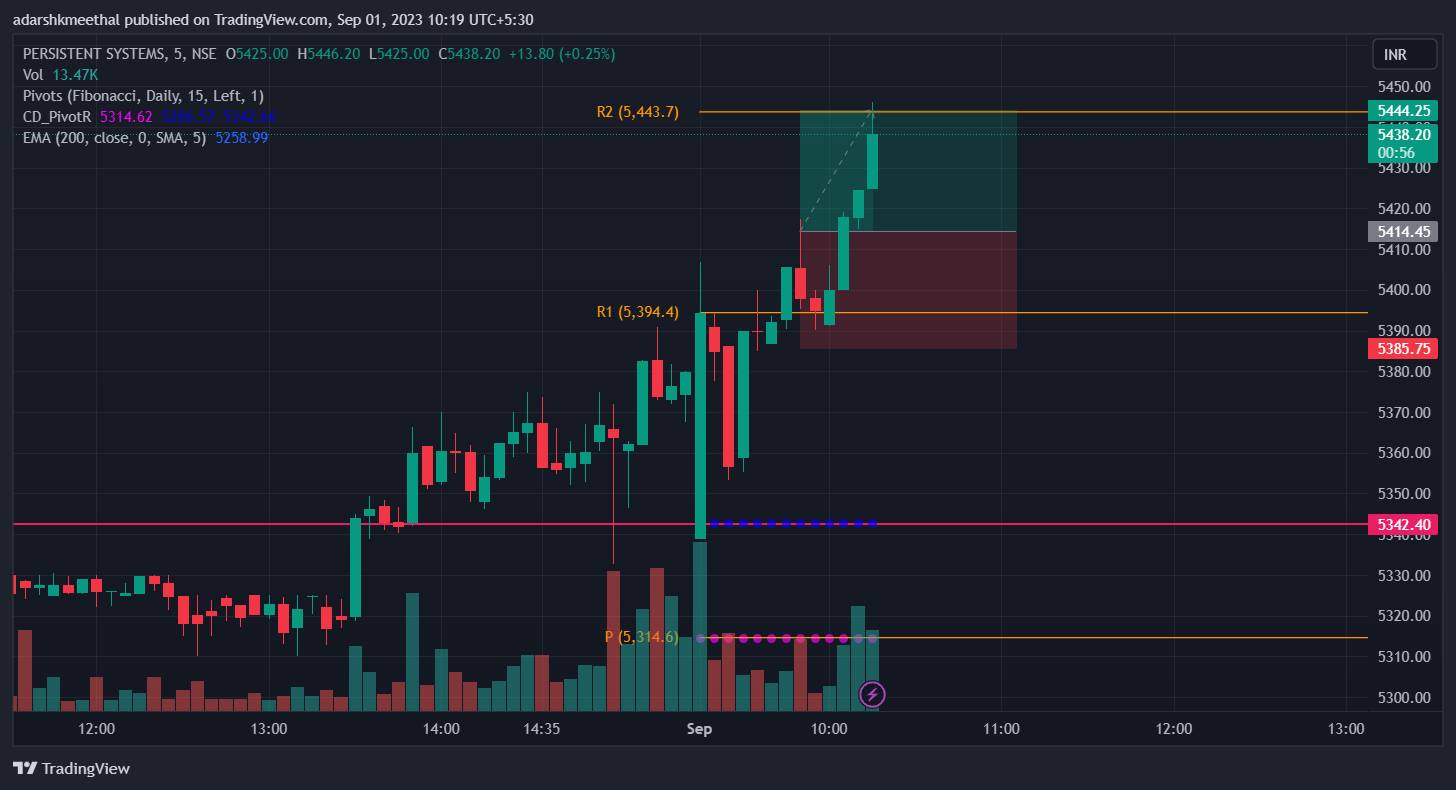 adarshkmeethal published on TradingView.com, Sep 01, 2023 10:19 UTC+5:30
PERSISTENT SYSTEMS, 5, NSE O5425.00 H5446.20 L5425.00 C5438.20 +13.80 (+0.25%)
INR
Vol 13.47K
Pivots (Fibonacci, Daily, 15, Left, 1)
CD_PivotR 5314.62 5286.57 5342.66
EMA (200, close, 0, SMA, 5) 5258.99
R2 (5,443.7)
R1 (5,394.4)
P (5,314.6)
5450.00
5444.25
5438.20
00:56
5430.00
5420.00
5414.45
5410.00
5400.00
5390.00
5385.75
5380.00
5370.00
5360.00
5350.00
5342.40
5340.00
5330.00
5320.00
5310.00
5300.00
12:00 13:00 14:00 14:35 Sep 10:00 11:00 12:00 13:00
TradingView